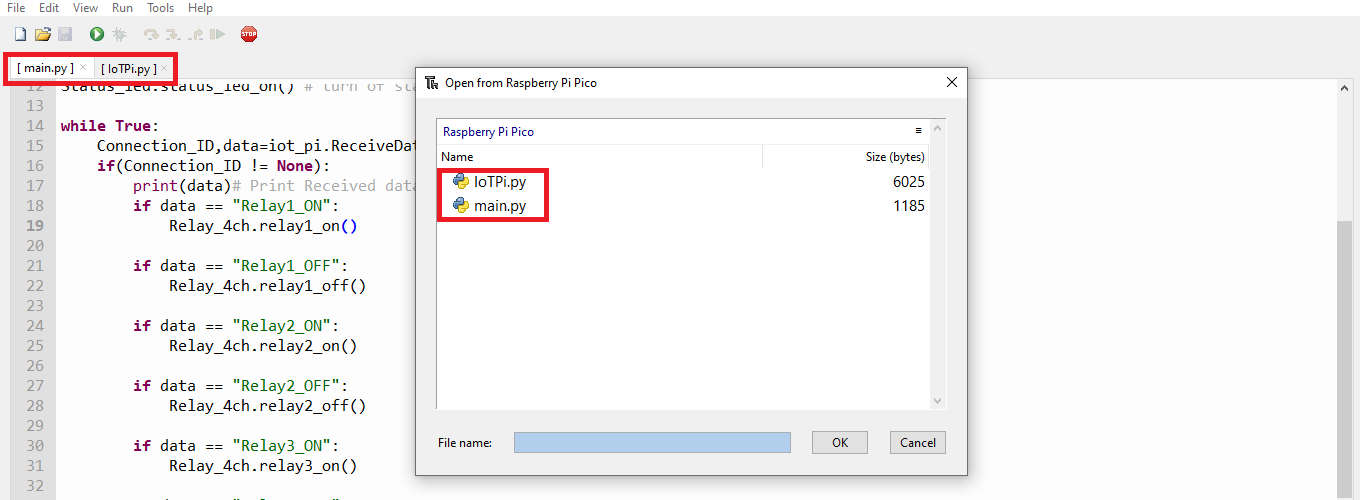 File Edit View Run Tools Help
STOP
[ main.py ] × [ IoTPi.py ] ×
12 Status_led.status_led_on() # turn of sta
13
14 while True:
15 Connection_ID,data=iot_pi.ReceiveDat
16 if(Connection_ID != None):
17 print(data)# Print Received data
18 if data == "Relay1_ON":
19 Relay_4ch.relay1_on()
20
21 if data == "Relay1_OFF":
22 Relay_4ch.relay1_off()
23
24 if data == "Relay2_ON":
25 Relay_4ch.relay2_on()
26
27 if data == "Relay2_OFF":
28 Relay_4ch.relay2_off()
29
30 if data == "Relay3_ON":
31 Relay_4ch.relay3_on()
32
Open from Raspberry Pi Pico
Raspberry Pi Pico
Name Size (bytes)
IoTPi.py 6025
main.py 1185
File name: OK Cancel